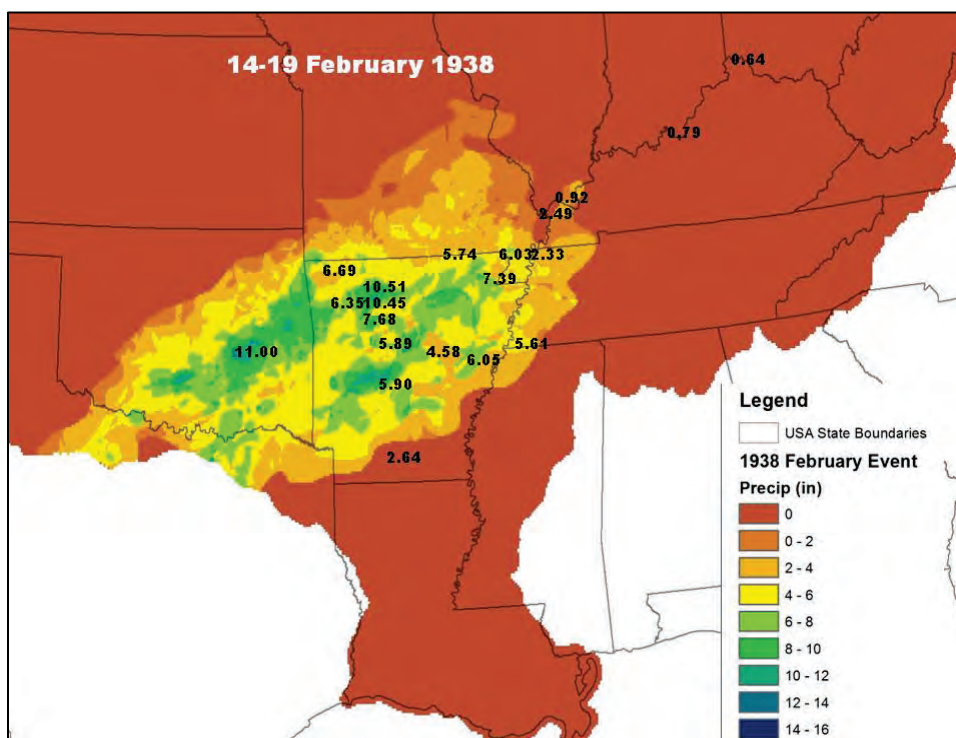 14-19 February 1938
0.64
0.79
0.92
2.49
5.74
6.03
2.33
6.69
7.39
10.51
6.35
10.45
7.68
5.89
5.61
11.00
4.58
6.05
5.90
2.64
Legend
USA State Boundaries
1938 February Event
Precip (in)
0
0 - 2
2 - 4
4 - 6
6 - 8
8 - 10
10 - 12
12 - 14
14 - 16